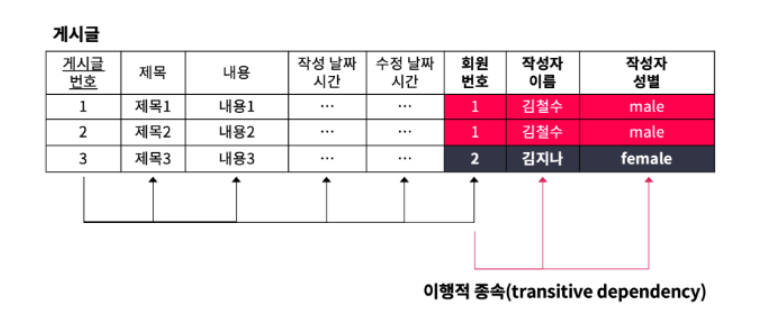 게시글
게시글 번호 제목 내용 작성 날짜 시간 수정 날짜 시간 회원 번호 작성자 이름 작성자 성별
1 제목1 내용1 ... ... 1 김철수 male
2 제목2 내용2 ... ... 1 김철수 male
3 제목3 내용3 ... ... 2 김지나 female
이행적 종속(transitive dependency)